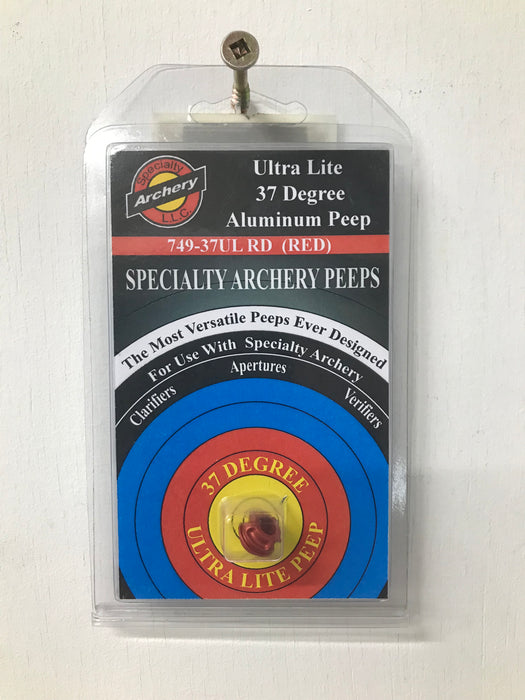 Specialty
Archery
L.L.C.
Ultra Lite
37 Degree
Aluminum Peep
749-37UL RD (RED)
SPECIALTY ARCHERY PEEPS
The Most Versatile Peeps Ever Designed
For Use With Specialty Archery
Clarifiers
Apertures
Verifiers
37 DEGREE
ULTRA LITE PEEP